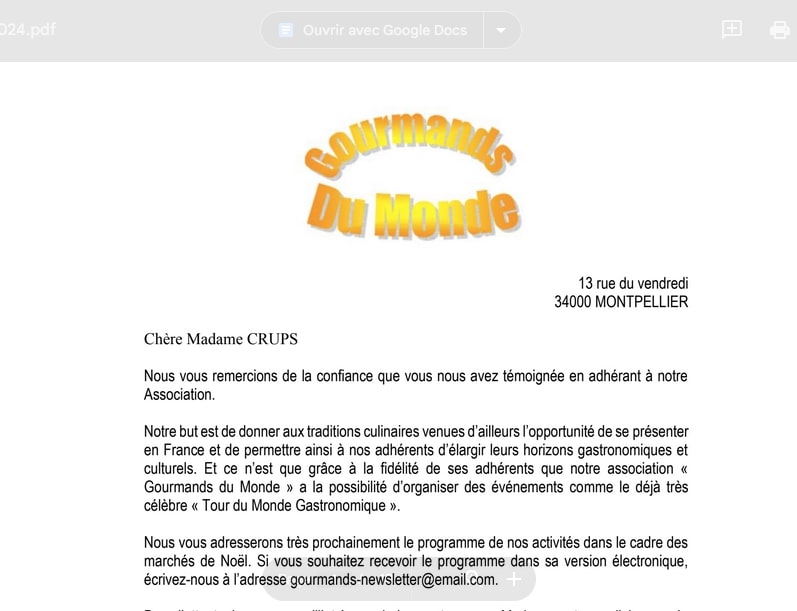 024.pdf
Ouvrir avec Google Docs
Gourmands
Du Monde
13 rue du vendredi
34000 MONTPELLIER
Chère Madame CRUPS
Nous vous remercions de la confiance que vous nous avez témoignée en adhérant à notre
Association.
Notre but est de donner aux traditions culinaires venues d’ailleurs l’opportunité de se présenter
en France et de permettre ainsi à nos adhérents d’élargir leurs horizons gastronomiques et
culturels. Et ce n’est que grâce à la fidélité de ses adhérents que notre association «
Gourmands du Monde » a la possibilité d’organiser des événements comme le déjà très
célèbre « Tour du Monde Gastronomique ».
Nous vous adresserons très prochainement le programme de nos activités dans le cadre des
marchés de Noël. Si vous souhaitez recevoir le programme dans sa version électronique,
écrivez-nous à l’adresse gourmands-newsletter@email.com.